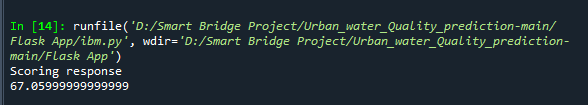 In [14]: runfile('D:/Smart Bridge Project/Urban_water_Quality_prediction-main/
Flask App/ibm.py', wdir='D:/Smart Bridge Project/Urban_water_Quality_prediction-
main/Flask App')
Scoring response
67.05999999999999